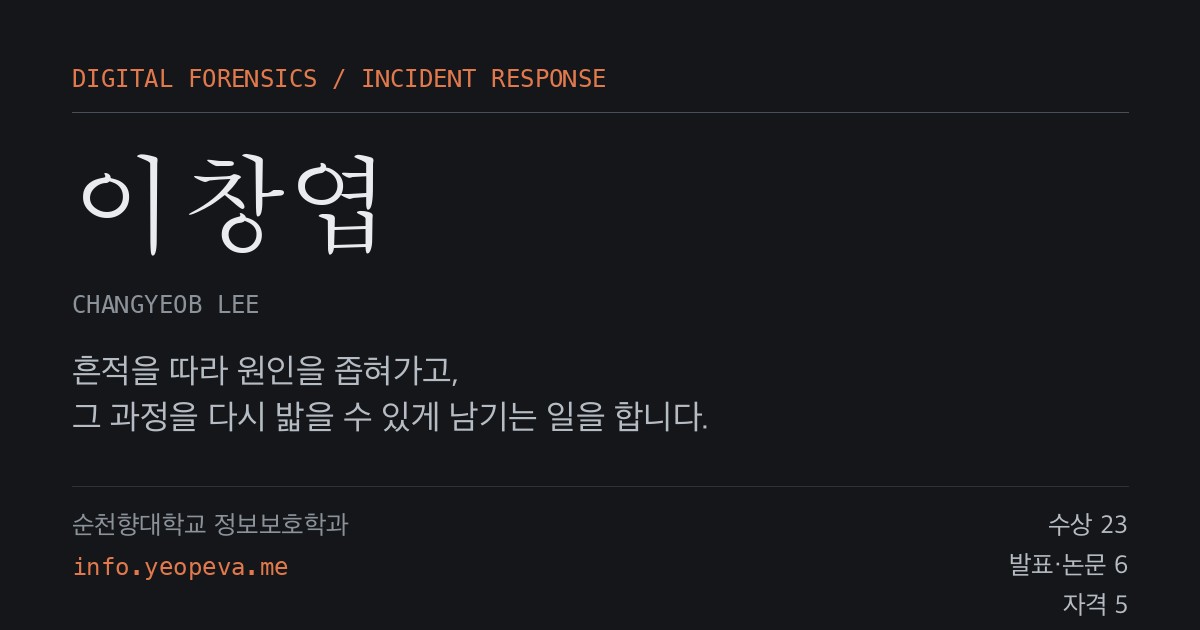 DIGITAL FORENSICS / INCIDENT RESPONSE
이창엽
CHANGYEOB LEE
흔적을 따라 원인을 좁혀가고,
그 과정을 다시 밟을 수 있게 남기는 일을 합니다.
순천향대학교 정보보호학과
info.yeopeva.me
수상 23
발표·논문 6
자격 5